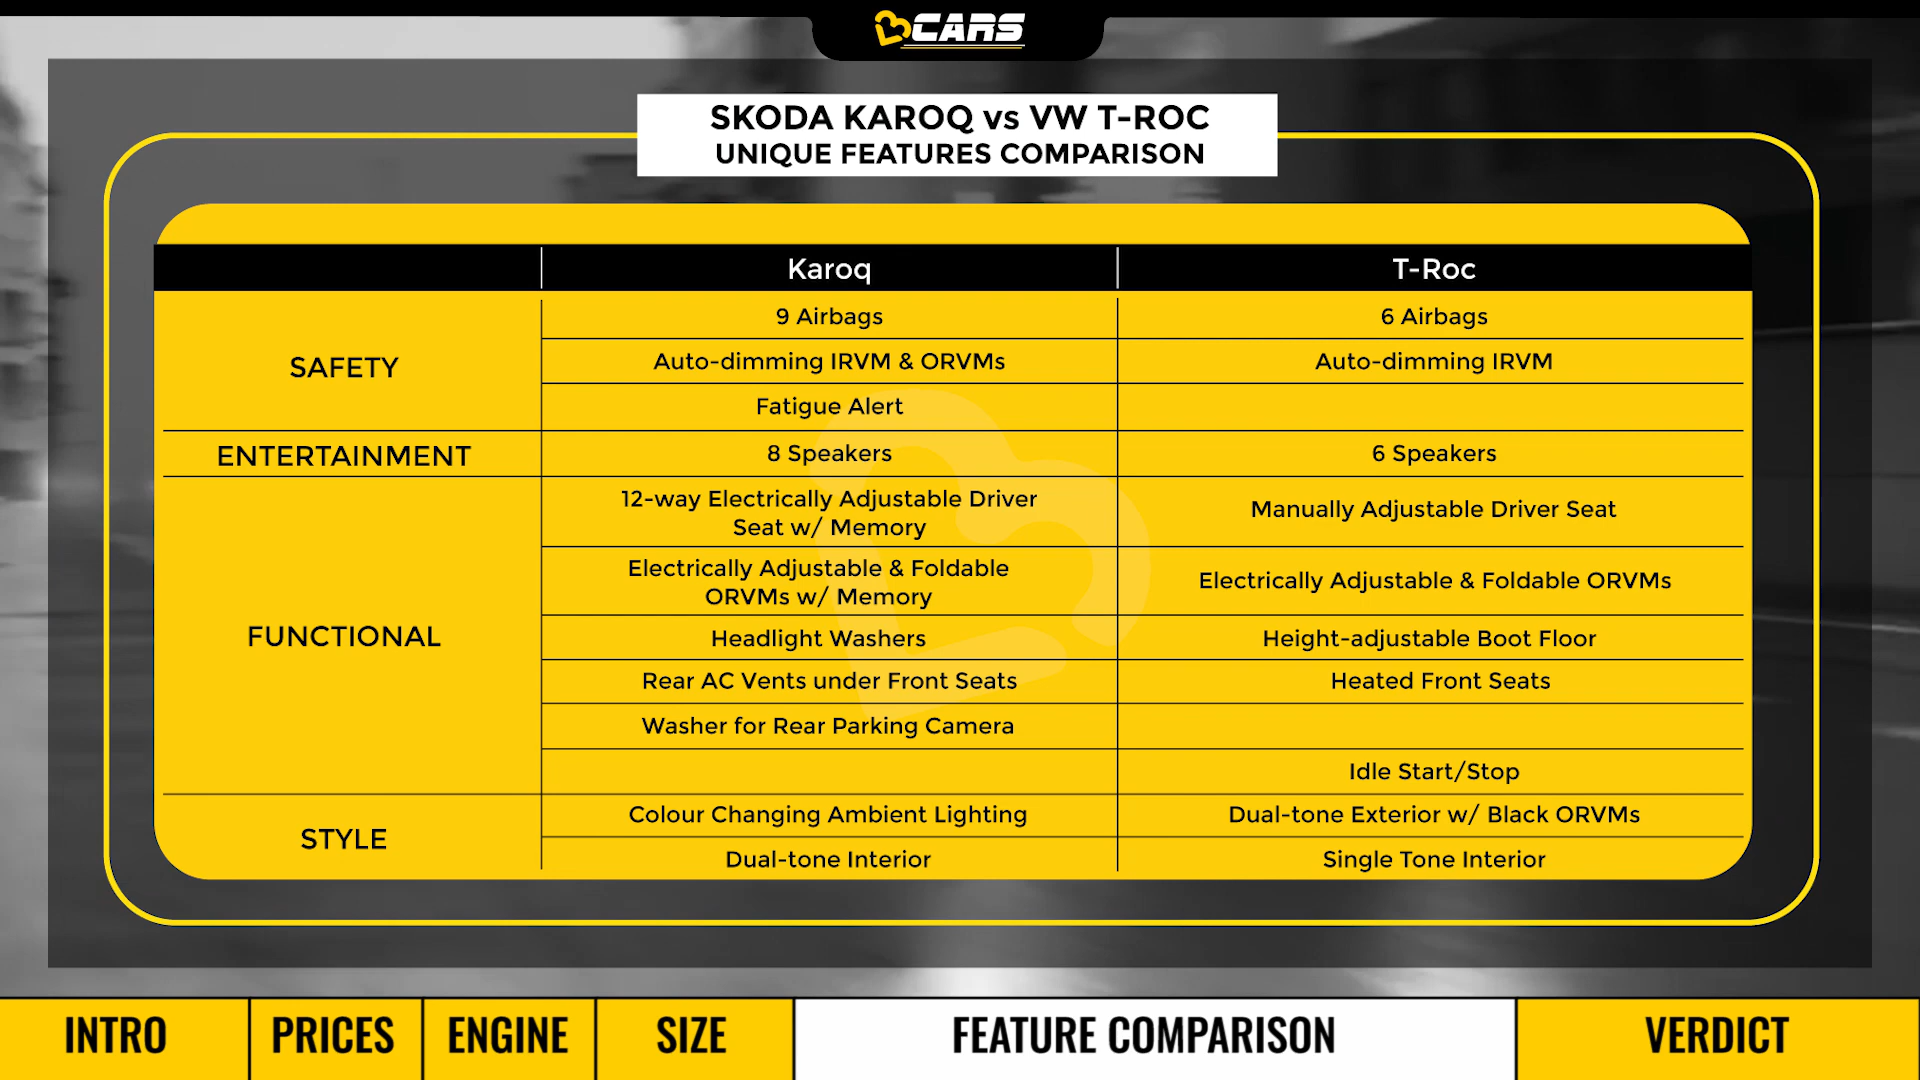 CARS
SKODA KAROQ vs VW T-ROC
UNIQUE FEATURES COMPARISON
Karoq T-Roc
SAFETY
9 Airbags 6 Airbags
Auto-dimming IRVM & ORVMs Auto-dimming IRVM
Fatigue Alert
ENTERTAINMENT 8 Speakers 6 Speakers
FUNCTIONAL
12-way Electrically Adjustable Driver
Seat w/ Memory
Manually Adjustable Driver Seat
Electrically Adjustable & Foldable
ORVMs w/ Memory
Electrically Adjustable & Foldable ORVMs
Headlight Washers Height-adjustable Boot Floor
Rear AC Vents under Front Seats Heated Front Seats
Washer for Rear Parking Camera
Idle Start/Stop
STYLE
Colour Changing Ambient Lighting Dual-tone Exterior w/ Black ORVMs
Dual-tone Interior Single Tone Interior
INTRO PRICES ENGINE SIZE FEATURE COMPARISON VERDICT